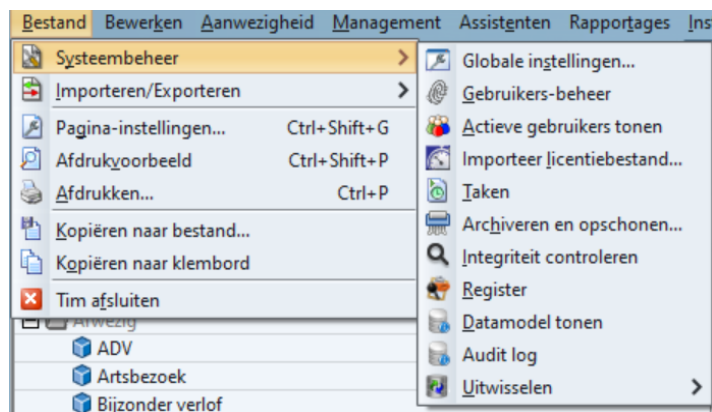 Bestand Bewerken Aanwezigheid Management Assistenten Rapportages
Systeembeheer
Importeren/Exporteren
Pagina-instellingen... Ctrl+Shift+G
Afdrukvoorbeeld Ctrl+Shift+P
Afdrukken... Ctrl+P
Kopiëren naar bestand...
Kopiëren naar klembord
Tim afsluiten
Globale instellingen...
Gebruikers-beheer
Actieve gebruikers tonen
Importeer licentiebestand...
Taken
Archiveren en opschonen...
Integriteit controleren
Register
Datamodel tonen
Audit log
Uitwisselen
Afwezig
ADV
Artsbezoek
Bijzonder verlof